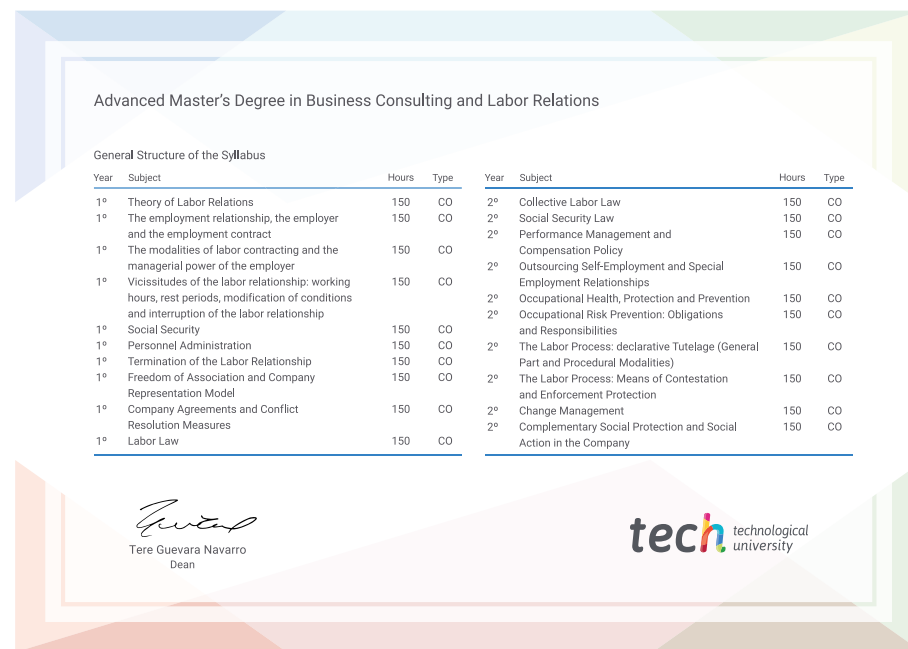 Advanced Master's Degree in Business Consulting and Labor Relations
General Structure of the Syllabus
Year Subject Hours Type
1º Theory of Labor Relations 150 CO
1º The employment relationship, the employer 150 CO
and the employment contract
1º The modalities of labor contracting and the 150 CO
managerial power of the employer
1º Vicissitudes of the labor relationship: working 150 CO
hours, rest periods, modification of conditions
and interruption of the labor relationship
1º Social Security 150 CO
1º Personnel Administration 150 CO
1º Termination of the Labor Relationship 150 CO
1º Freedom of Association and Company 150 CO
Representation Model
1º Company Agreements and Conflict 150 CO
Resolution Measures
1º Labor Law 150 CO
Year Subject Hours Type
2º Collective Labor Law 150 CO
2º Social Security Law 150 CO
2º Performance Management and 150 CO
Compensation Policy
2º Outsourcing Self-Employment and Special 150 CO
Employment Relationships
2º Occupational Health, Protection and Prevention 150 CO
2º Occupational Risk Prevention: Obligations 150 CO
and Responsibilities
2º The Labor Process: declarative Tutelage (General 150 CO
Part and Procedural Modalities)
2º The Labor Process: Means of Contestation 150 CO
and Enforcement Protection
2º Change Management 150 CO
2º Complementary Social Protection and Social 150 CO
Action in the Company
Tere Guevara Navarro
Dean
tech technological
university